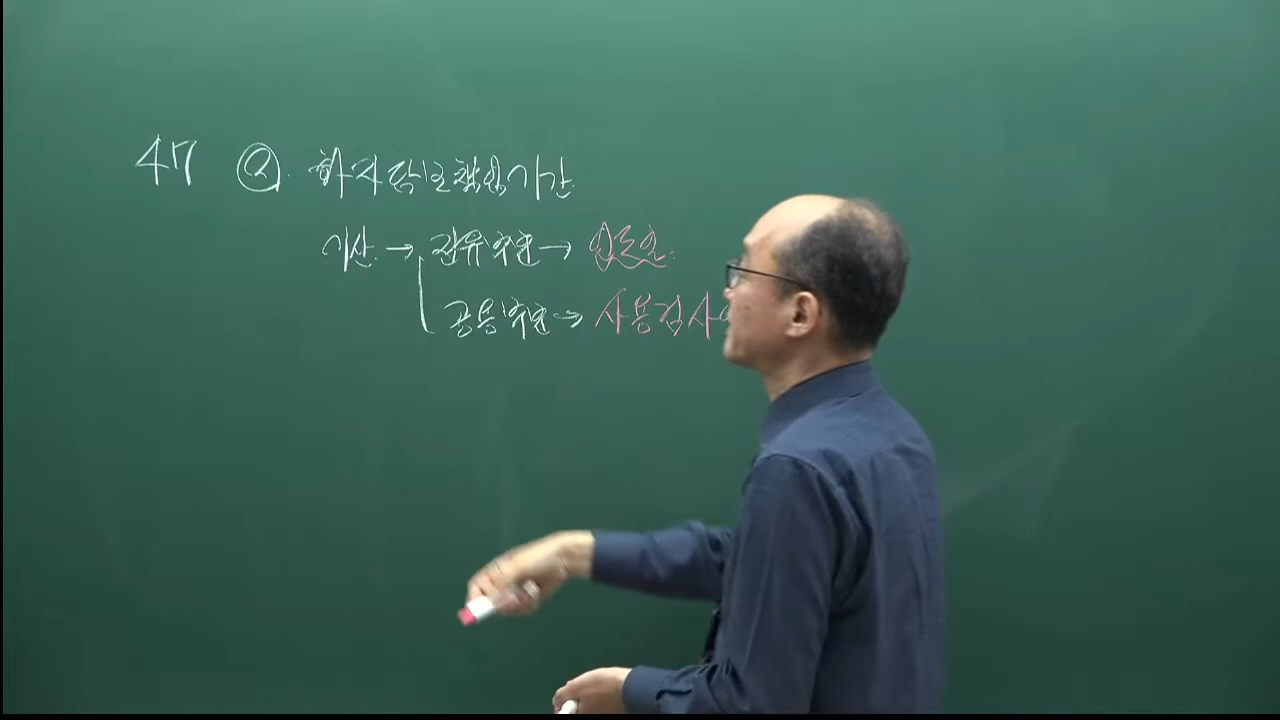 47 ②. 하자담보책임기간
기산. → 전유부분 → 인도일.
공용부분 → 사용검사